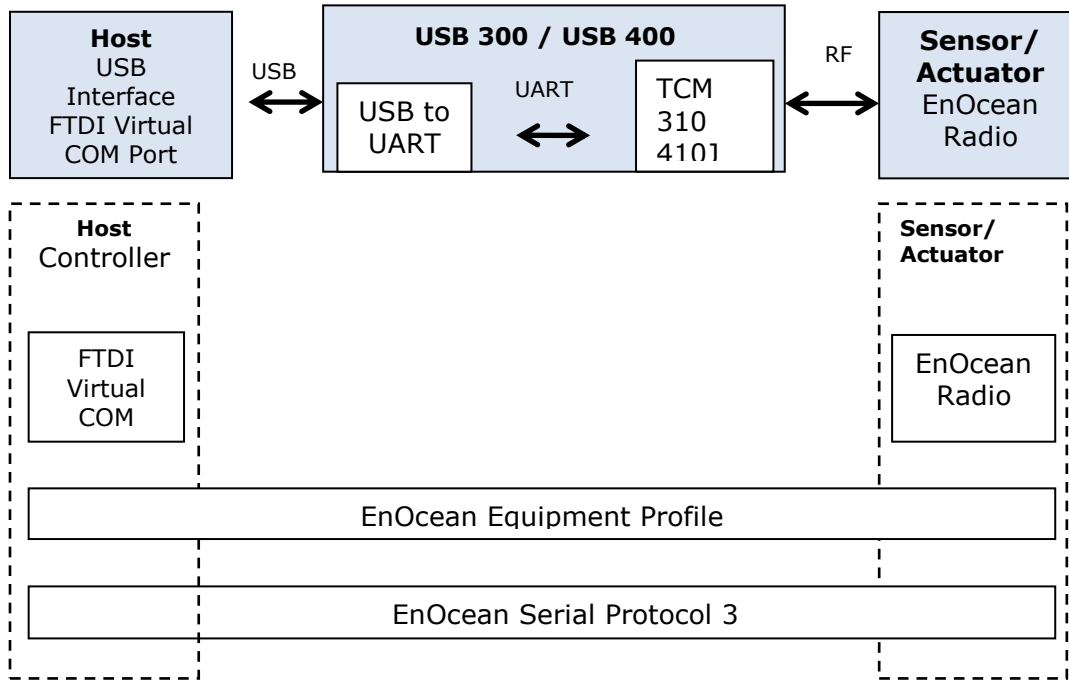 Host
USB
Interface
FTDI Virtual
COM Port
USB
USB 300 / USB 400
USB to
UART
UART
TCM
310
410J
RF
Sensor/
Actuator
EnOcean
Radio
Host
Controller
Sensor/
Actuator
FTDI
Virtual
COM
EnOcean
Radio
EnOcean Equipment Profile
EnOcean Serial Protocol 3